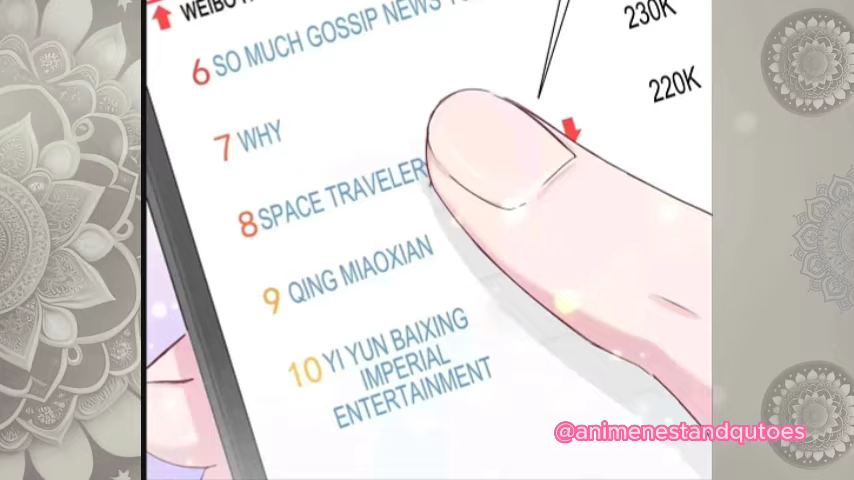 6 SO MUCH GOSSIP NEWS
230K
220K
7 WHY
8 SPACE TRAVELER
9 QING MIAOXIAN
10 YI YUN BAIXING
IMPERIAL
ENTERTAINMENT
@animenestandqutoes